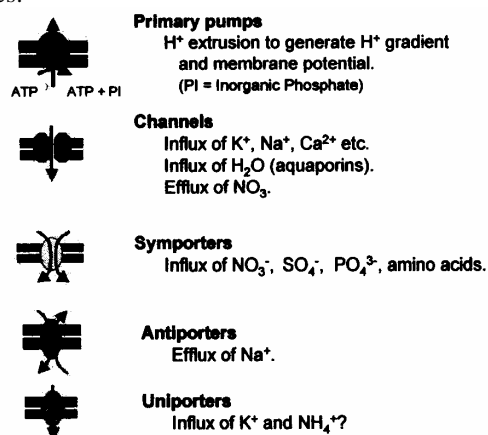 es.
Primary pumps
H⁺ extrusion to generate H⁺ gradient
and membrane potential.
(PI = Inorganic Phosphate)
ATP ATP + PI
Channels
Influx of K⁺, Na⁺, Ca²⁺ etc.
Influx of H₂O (aquaporins).
Efflux of NO₃.
Symporters
Influx of NO₃⁻, SO₄⁻, PO₄³⁻, amino acids.
Antiporters
Efflux of Na⁺.
Uniporters
Influx of K⁺ and NH₄⁺?